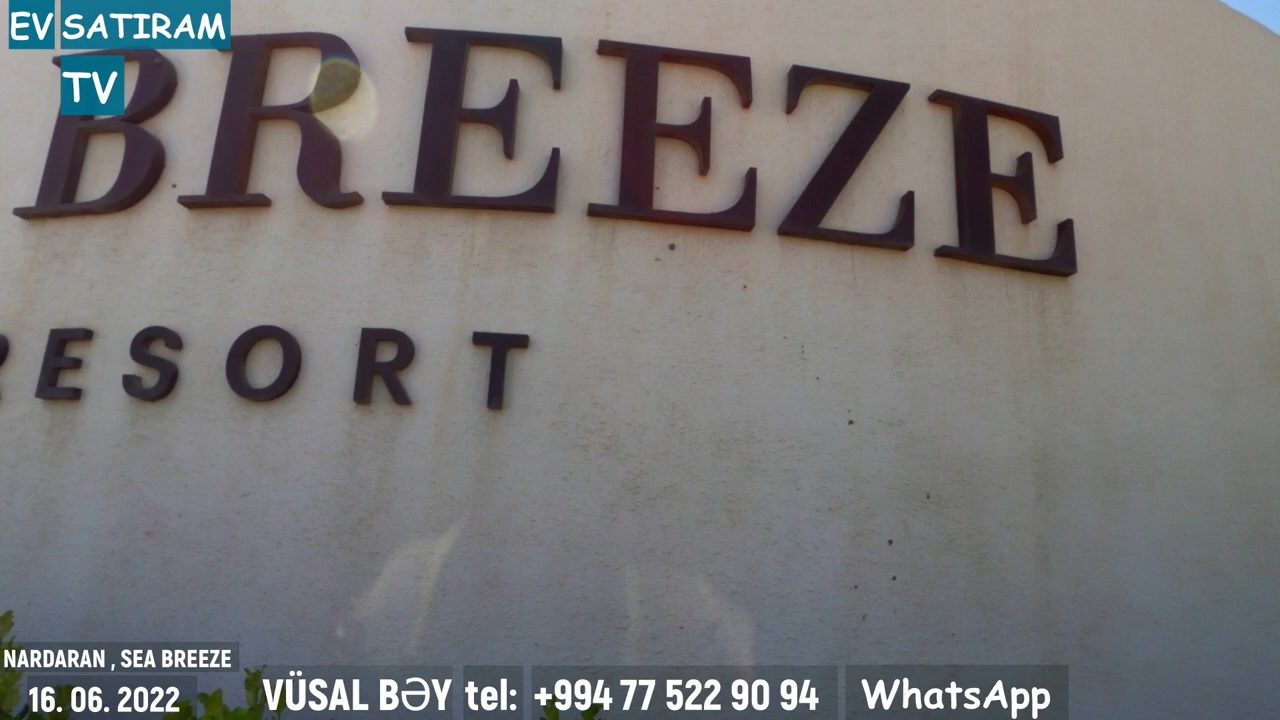 EV SATIRAM
TV
BREEZE
RESORT
NARDARAN , SEA BREEZE
16. 06. 2022
VÜSAL BƏY tel: +994 77 522 90 94 WhatsApp